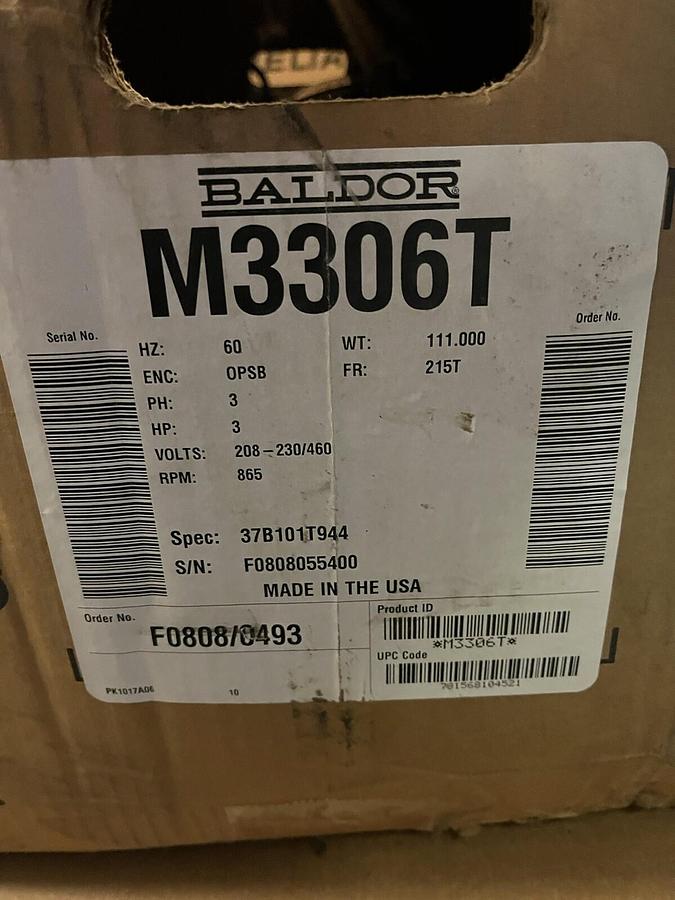 BALDOR®
M3306T
Serial No.
Order No.
HZ: 60 WT: 111.000
ENC: OPSB FR: 215T
PH: 3
HP: 3
VOLTS: 208-230/460
RPM: 865
Spec: 37B101T944
S/N: F0808055400
MADE IN THE USA
Order No.
F0808/0493
Product ID
*M3306T*
UPC Code
781568104521
PK1017A06 10